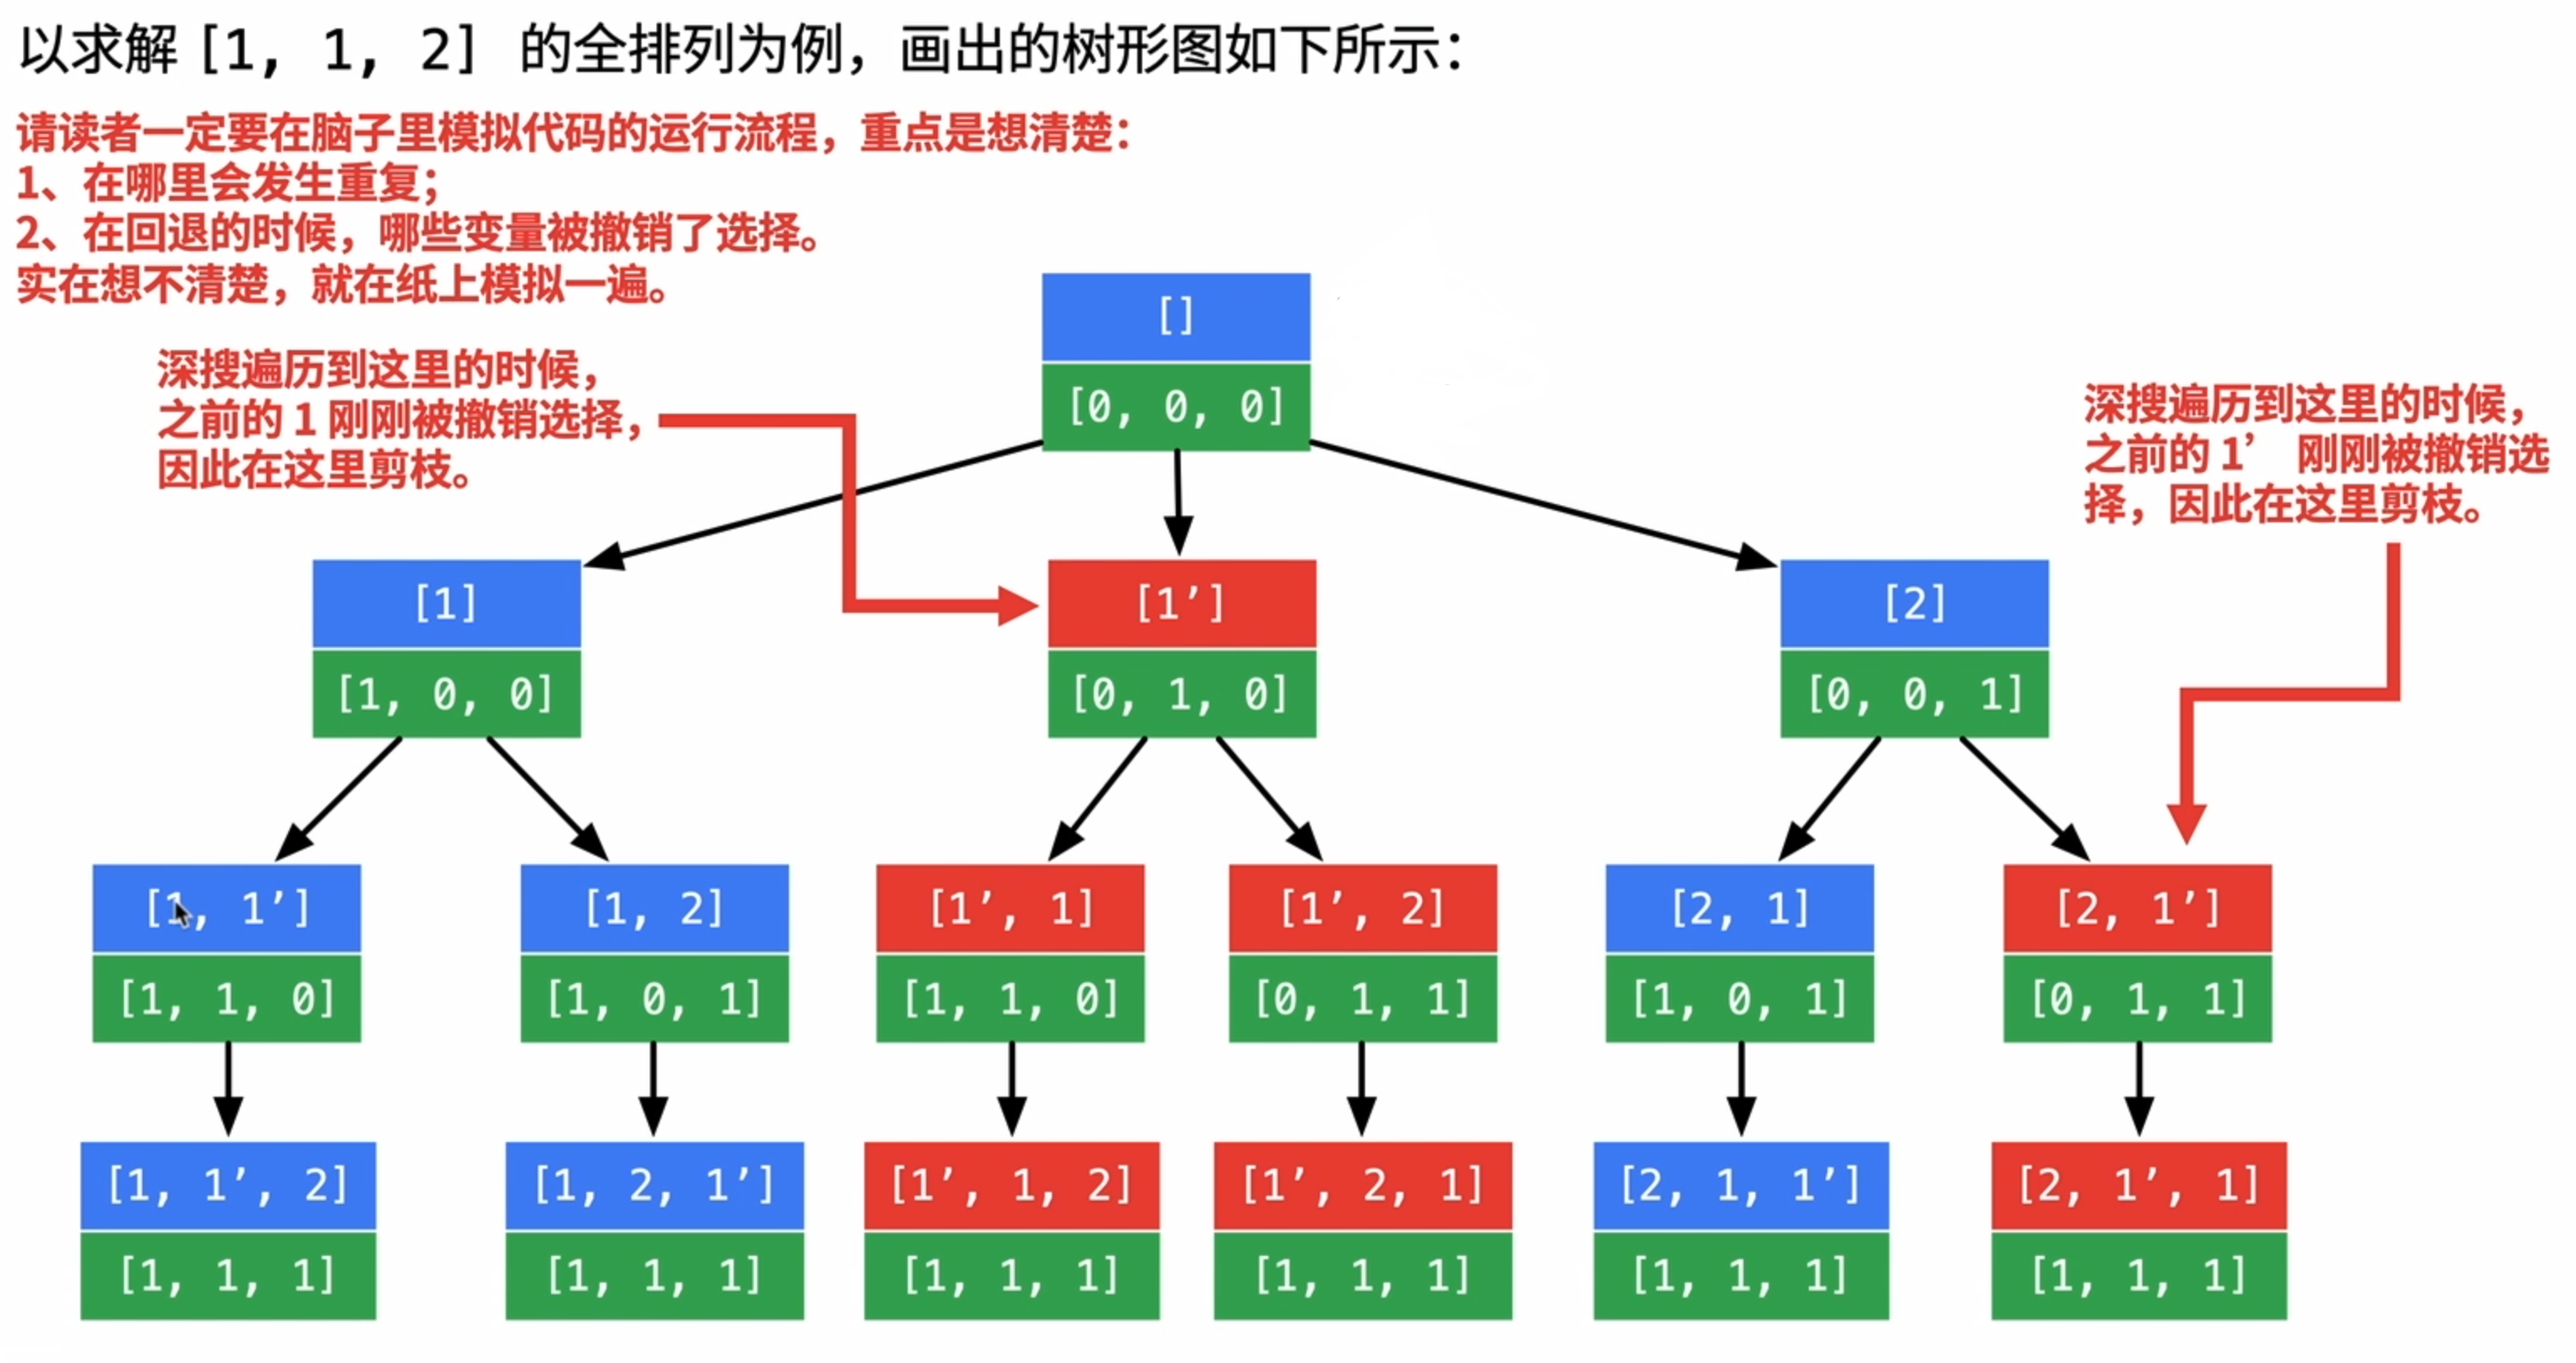 以求解 [1, 1, 2] 的全排列为例，画出的树形图如下所示：
请读者一定要在脑子里模拟代码的运行流程，重点是想清楚：
1、在哪里会发生重复；
2、在回退的时候，哪些变量被撤销了选择。
实在想不清楚，就在纸上模拟一遍。
深搜遍历到这里的时候，
之前的 1 刚刚被撤销选择，
因此在这里剪枝。
[]
[0, 0, 0]
深搜遍历到这里的时候，
之前的 1’ 刚刚被撤销选
择，因此在这里剪枝。
[1]
[1, 0, 0]
[1’]
[0, 1, 0]
[2]
[0, 0, 1]
[1, 1’]
[1, 1, 0]
[1, 2]
[1, 0, 1]
[1’, 1]
[1, 1, 0]
[1’, 2]
[0, 1, 1]
[2, 1]
[1, 0, 1]
[2, 1’]
[0, 1, 1]
[1, 1’, 2]
[1, 1, 1]
[1, 2, 1’]
[1, 1, 1]
[1’, 1, 2]
[1, 1, 1]
[1’, 2, 1]
[1, 1, 1]
[2, 1, 1’]
[1, 1, 1]
[2, 1’, 1]
[1, 1, 1]